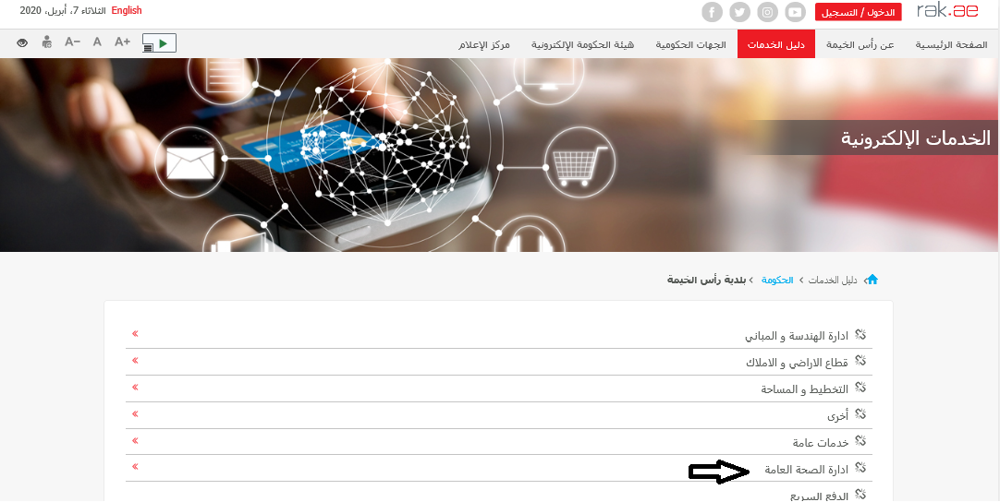 rak.ae
الدخول / التسجيل
English الثلاثاء 7، أبريل، 2020
الصفحة الرئيسية عن رأس الخيمة دليل الخدمات الجهات الحكومية هيئة الحكومة الإلكترونية مركز الإعلام
A+ A A−
الخدمات الإلكترونية
دليل الخدمات › الحكومة › بلدية رأس الخيمة
ادارة الهندسة و المباني »
قطاع الاراضي و الاملاك »
التخطيط و المساحة »
أخرى »
خدمات عامة »
ادارة الصحة العامة »
الدفع السريع